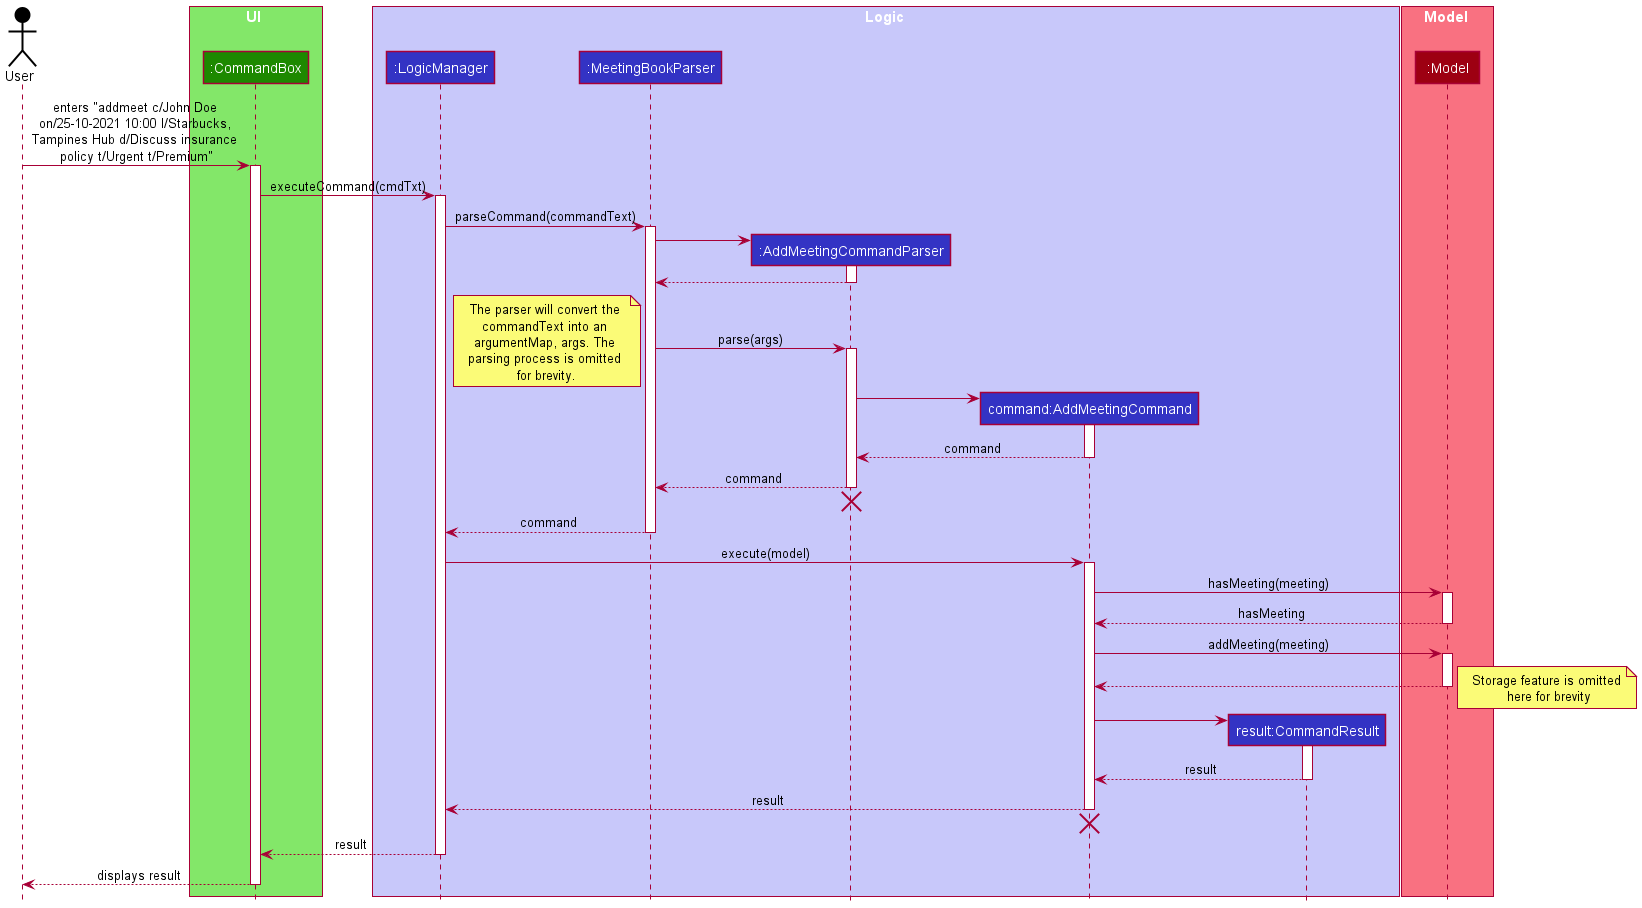 UI
Logic
Model
User
:CommandBox
:LogicManager
:MeetingBookParser
:Model
enters "addmeet c/John Doe
on/25-10-2021 10:00 l/Starbucks,
Tampines Hub d/Discuss insurance
policy t/Urgent t/Premium"
executeCommand(cmdTxt)
parseCommand(commandText)
:AddMeetingCommandParser
The parser will convert the
commandText into an
argumentMap, args. The
parsing process is omitted
for brevity.
parse(args)
command:AddMeetingCommand
command
command
command
execute(model)
hasMeeting(meeting)
hasMeeting
addMeeting(meeting)
Storage feature is omitted
here for brevity
result:CommandResult
result
result
result
displays result